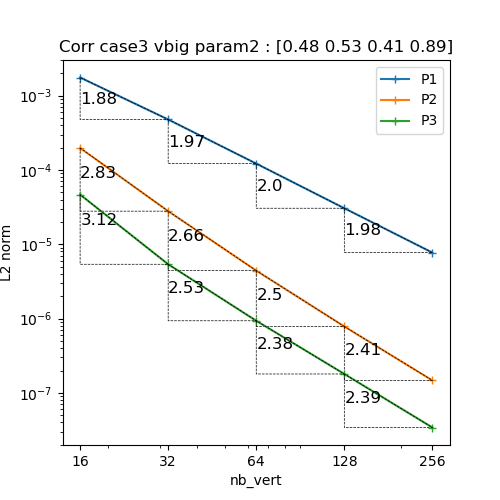 Corr case3 vbig param2 : [0.48 0.53 0.41 0.89]
P1
P2
P3
L2 norm
10⁻³
10⁻⁴
10⁻⁵
10⁻⁶
10⁻⁷
1.88
1.97
2.0
1.98
2.83
2.66
2.5
2.41
3.12
2.53
2.38
2.39
16 32 64 128 256
nb_vert